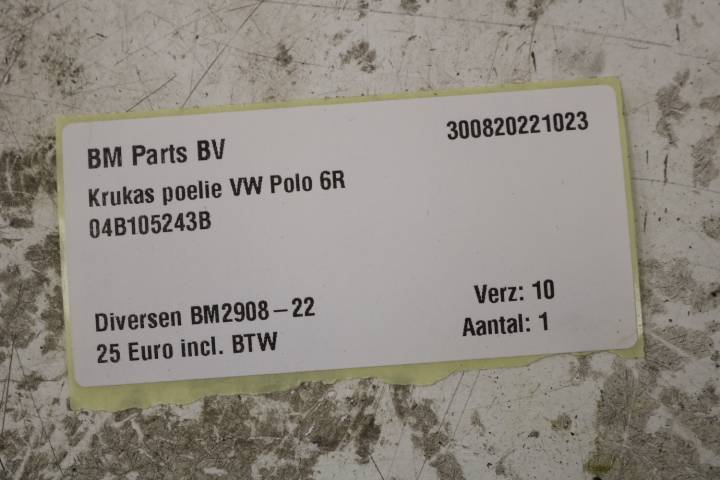 BM Parts BV
300820221023
Krukas poelie VW Polo 6R
04B105243B
Diversen BM2908-22
Verz: 10
25 Euro incl. BTW
Aantal: 1